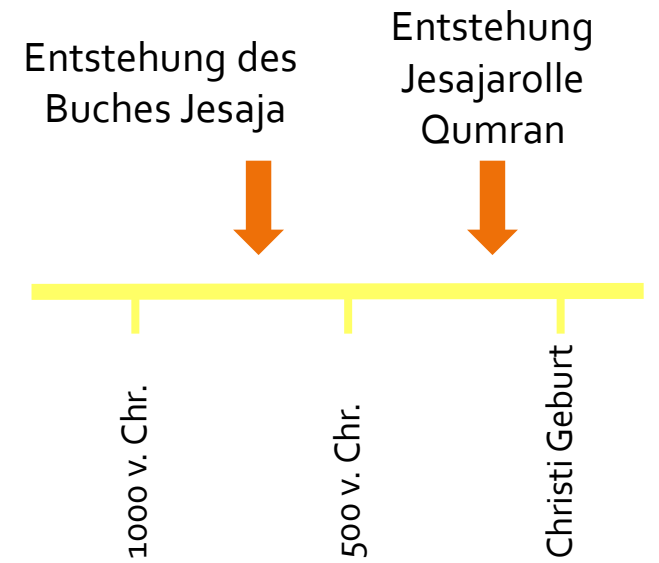 Entstehung des
Buches Jesaja
Entstehung
Jesajarolle
Qumran
1000 v. Chr.
500 v. Chr.
Christi Geburt